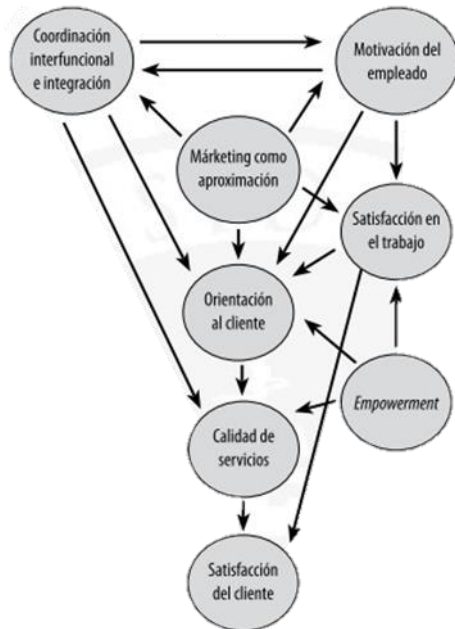 Coordinación
interfuncional
e integración
Motivación del
empleado
Márketing como
aproximación
Satisfacción en
el trabajo
Orientación
al cliente
Empowerment
Calidad de
servicios
Satisfacción
del cliente